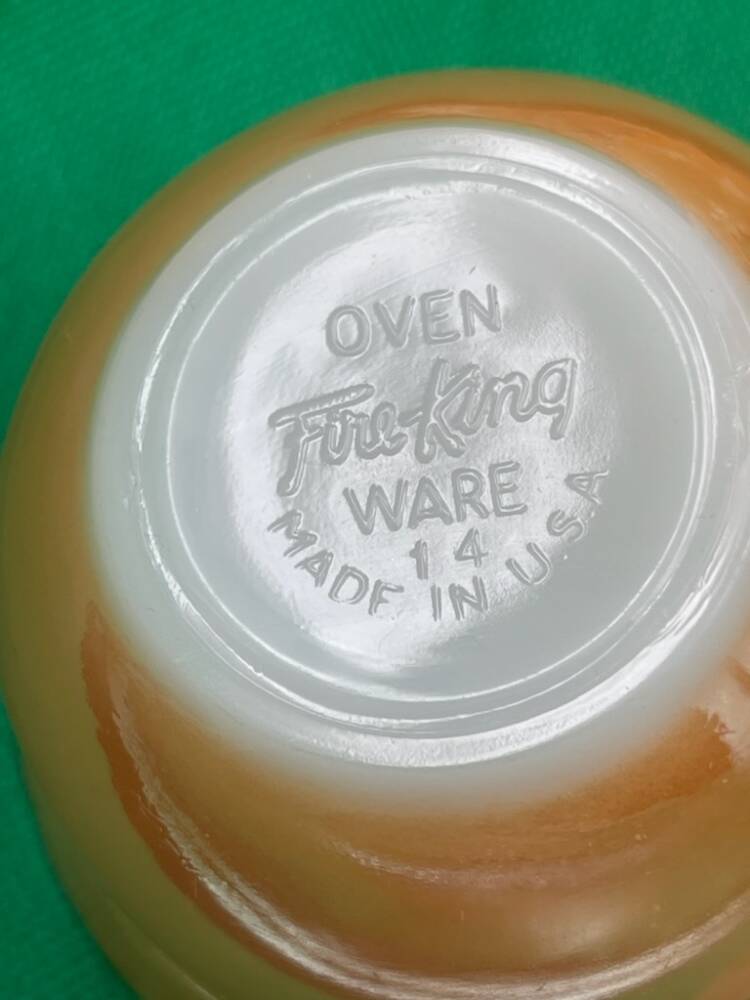 OVEN
Fire-King
WARE
14
MADE IN U.S.A